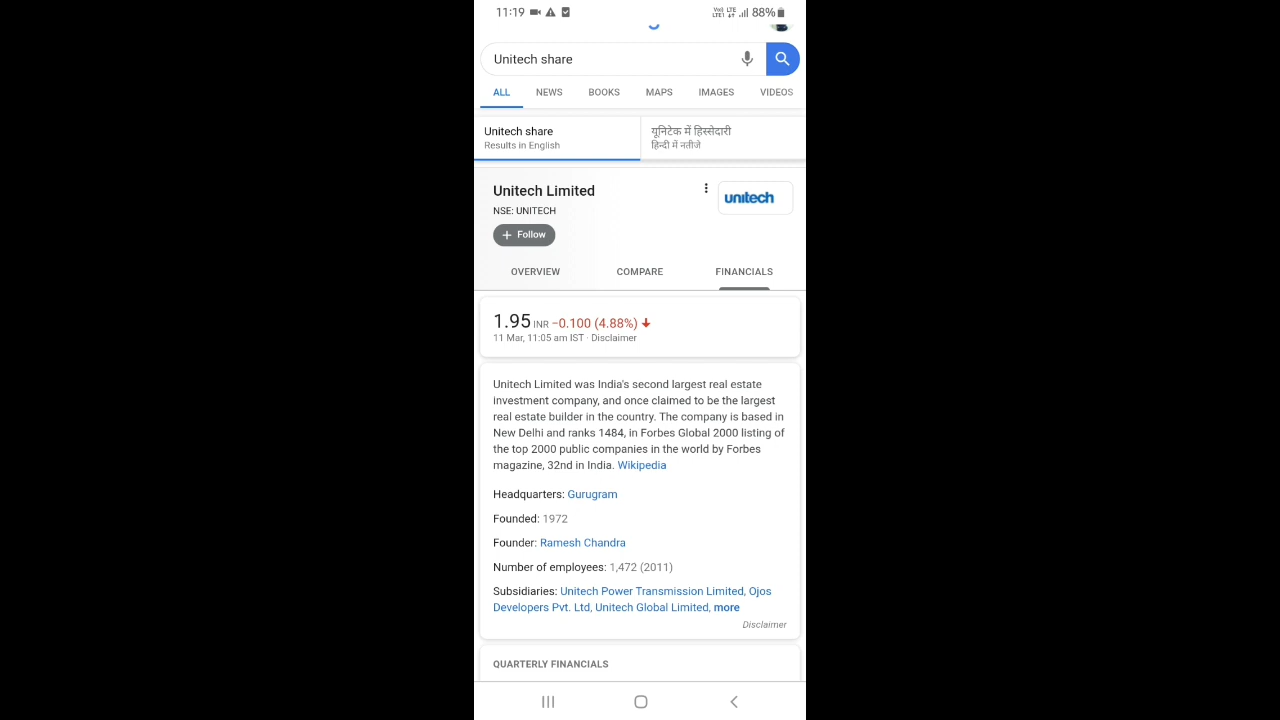 11:19 88%
Unitech share
ALL NEWS BOOKS MAPS IMAGES VIDEOS
Unitech share
Results in English
यूनिटेक में हिस्सेदारी
हिन्दी में नतीजे
Unitech Limited
unitech
NSE: UNITECH
+ Follow
OVERVIEW COMPARE FINANCIALS
1.95 INR −0.100 (4.88%)
11 Mar, 11:05 am IST · Disclaimer
Unitech Limited was India's second largest real estate
investment company, and once claimed to be the largest
real estate builder in the country. The company is based in
New Delhi and ranks 1484, in Forbes Global 2000 listing of
the top 2000 public companies in the world by Forbes
magazine, 32nd in India. Wikipedia
Headquarters: Gurugram
Founded: 1972
Founder: Ramesh Chandra
Number of employees: 1,472 (2011)
Subsidiaries: Unitech Power Transmission Limited, Ojos
Developers Pvt. Ltd, Unitech Global Limited, more
Disclaimer
QUARTERLY FINANCIALS